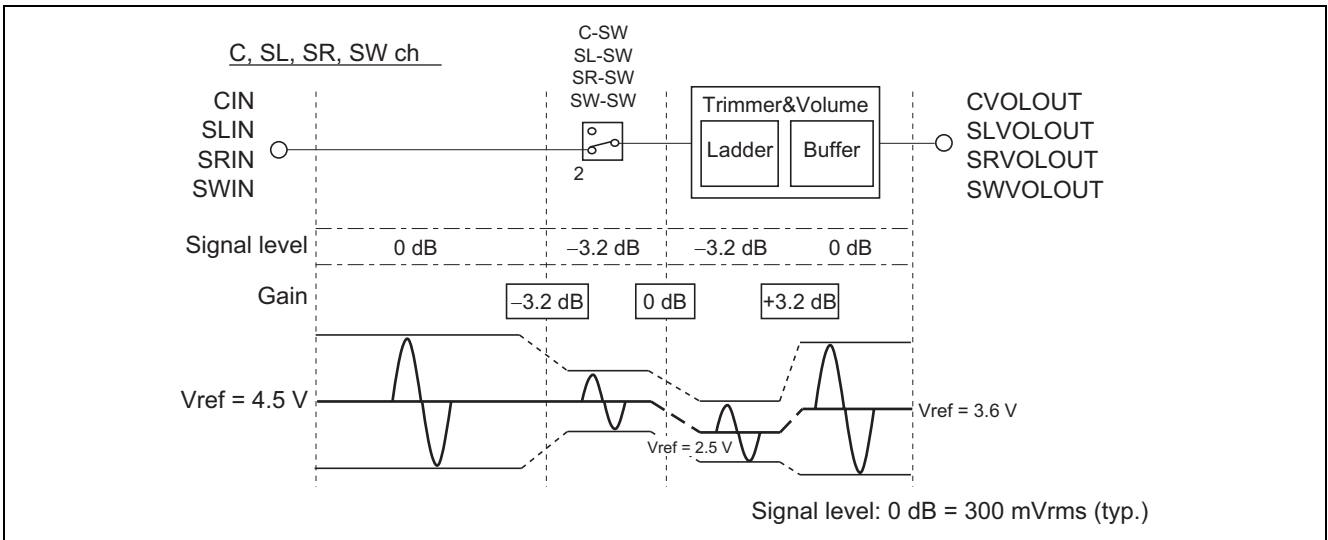 C, SL, SR, SW ch
C-SW
SL-SW
SR-SW
SW-SW
CIN
SLIN
SRIN
SWIN
2
Trimmer&Volume
Ladder
Buffer
CVOLOUT
SLVOLOUT
SRVOLOUT
SWVOLOUT
Signal level 0 dB −3.2 dB −3.2 dB 0 dB
Gain −3.2 dB 0 dB +3.2 dB
Vref = 4.5 V
Vref = 2.5 V
Vref = 3.6 V
Signal level: 0 dB = 300 mVrms (typ.)